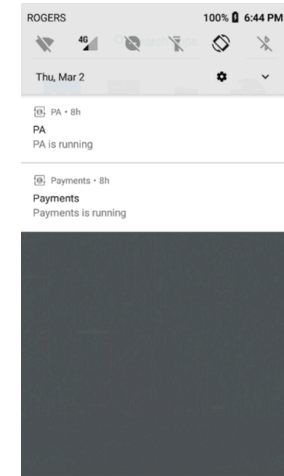 ROGERS 100% 6:44 PM
4G
Thu, Mar 2
PA • 8h
PA
PA is running
Payments • 8h
Payments
Payments is running